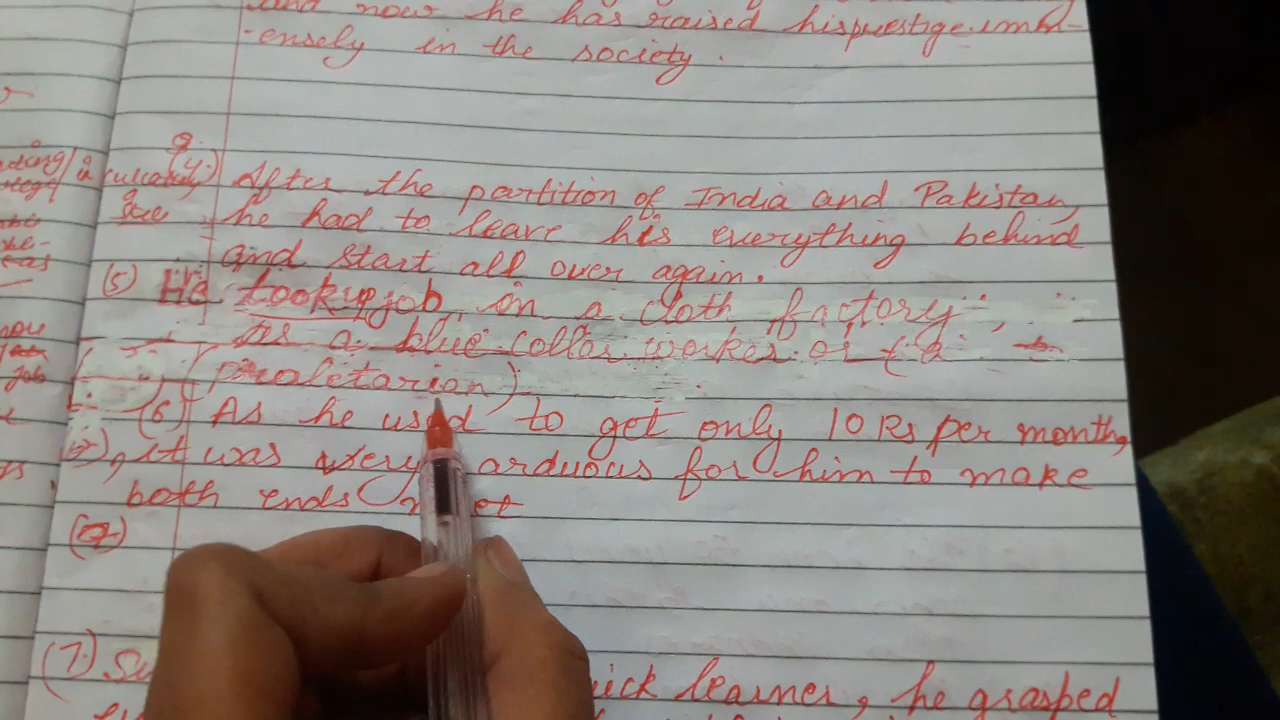 and now he has raised his prestige imm-
-ensely in the society.
(4.) After the partition of India and Pakistan,
he had to leave his everything behind
and start all over again.
(5) He took up job in a cloth factory,
as a blue collar worker or (a
proletarian)
(6) As he used to get only 10 Rs per month,
it was very arduous for him to make
both ends meet
(7.) quick learner, he grasped